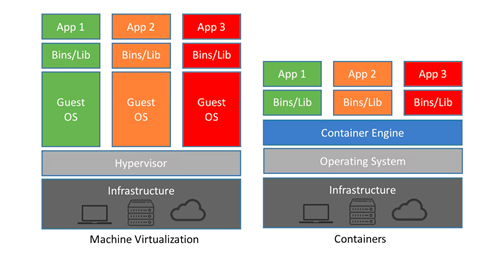 App 1
App 2
App 3
Bins/Lib
Bins/Lib
Bins/Lib
Guest
OS
Guest
OS
Guest
OS
Hypervisor
Infrastructure
Machine Virtualization
App 1
App 2
App 3
Bins/Lib
Bins/Lib
Bins/Lib
Container Engine
Operating System
Infrastructure
Containers